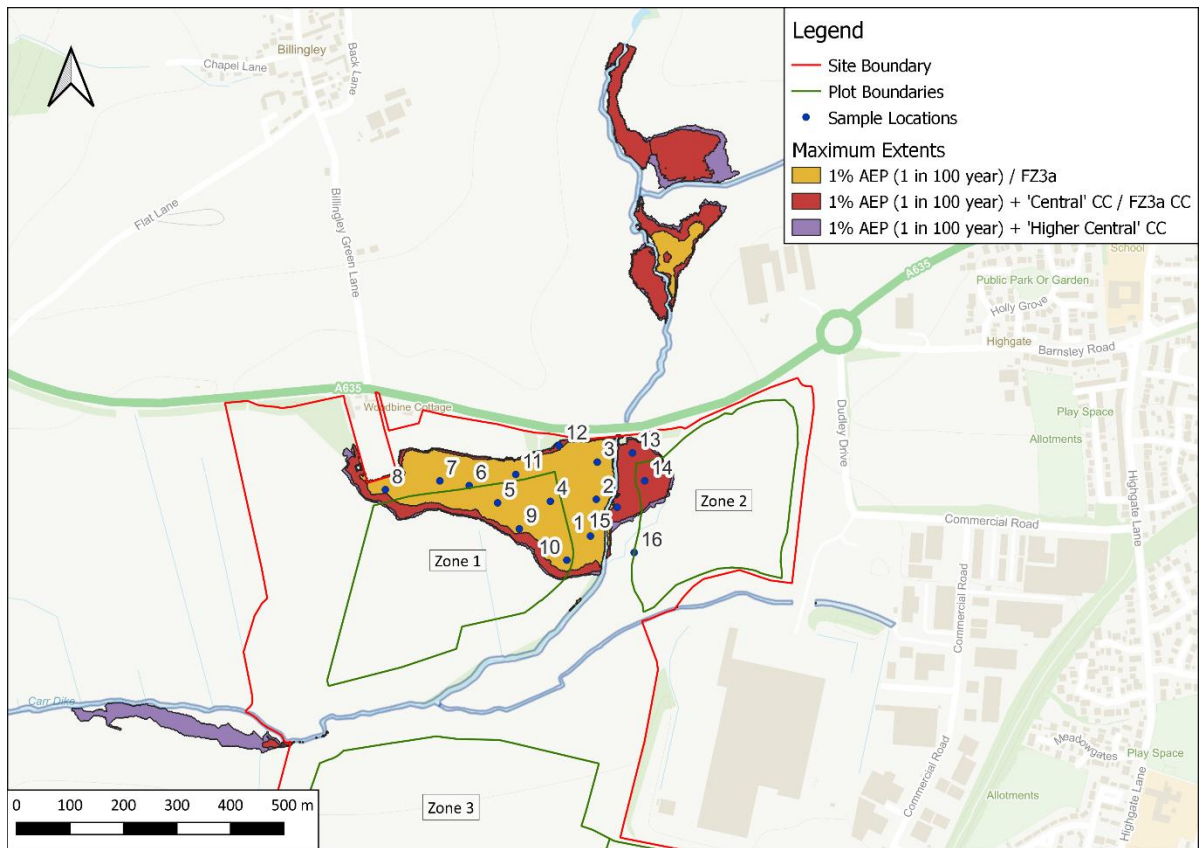 Legend
Site Boundary
Plot Boundaries
Sample Locations
Maximum Extents
1% AEP (1 in 100 year) / FZ3a
1% AEP (1 in 100 year) + 'Central' CC / FZ3a CC
1% AEP (1 in 100 year) + 'Higher Central' CC
Billingley
Chapel Lane
Back Lane
Flat Lane
Billingley Green Lane
A635
School
Public Park Or Garden
Holly Grove
Highgate
Barnsley Road
A635
Woodbine Cottage
Play Space
Allotments
Dudley Drive
Highgate Lane
12
13
3
11
7
6
14
8
5
4
2
Zone 2
9
1
15
Commercial Road
10
16
Zone 1
Commercial Road
Carr Dike
Meadowgates
Play Space
Allotments
Commercial Road
Highgate Lane
Zone 3
0 100 200 300 400 500 m